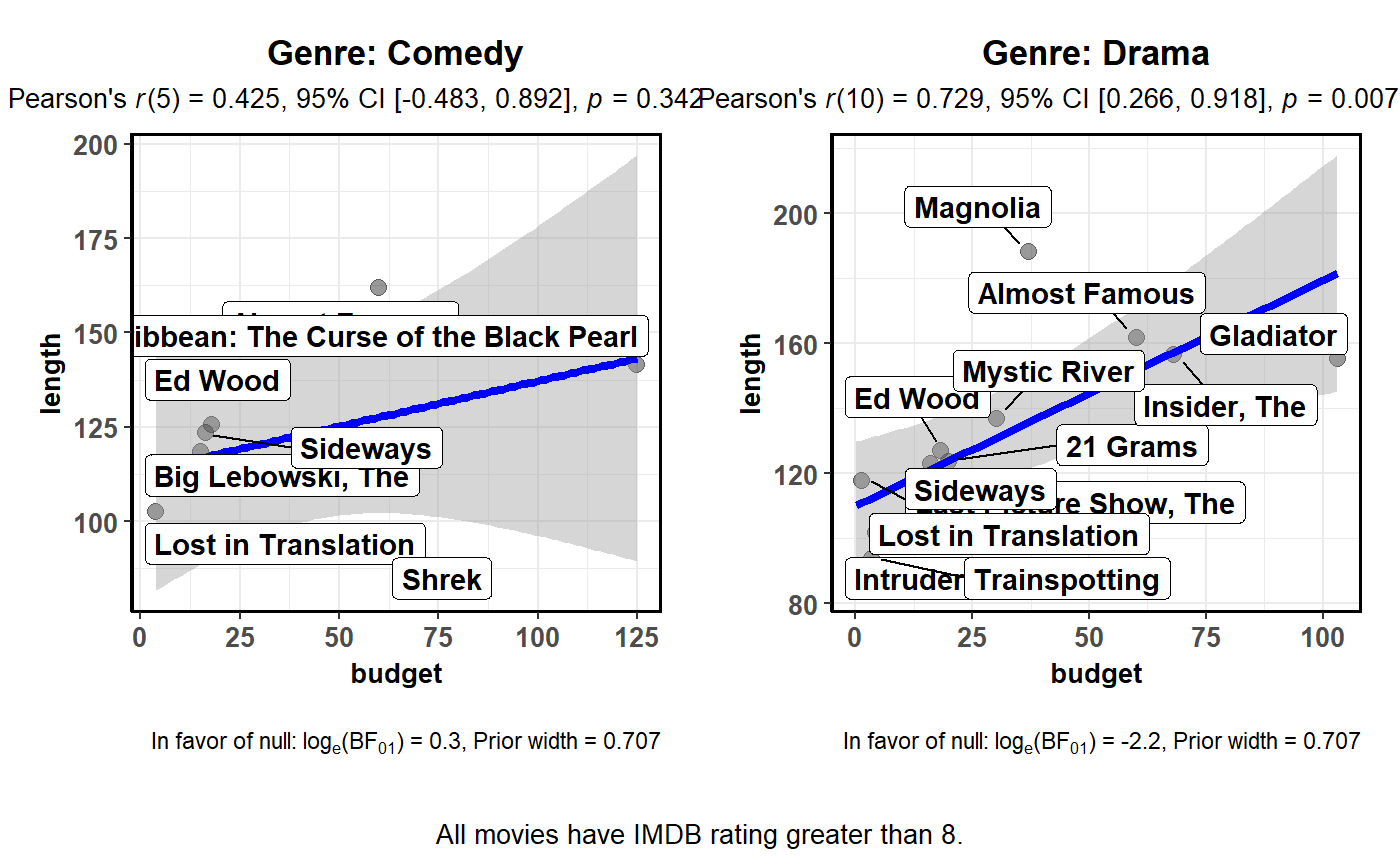 Genre: Comedy
Pearson's r(5) = 0.425, 95% CI [-0.483, 0.892], p = 0.342
200
175
150
125
100
length
ibbean: The Curse of the Black Pearl
Ed Wood
Sideways
Big Lebowski, The
Lost in Translation
Shrek
0 25 50 75 100 125
budget
In favor of null: loge(BF01) = 0.3, Prior width = 0.707
Genre: Drama
Pearson's r(10) = 0.729, 95% CI [0.266, 0.918], p = 0.007
200
160
120
80
length
Magnolia
Almost Famous
Gladiator
Mystic River
Ed Wood
Insider, The
21 Grams
Sideways
Picture Show, The
Lost in Translation
Intruder
Trainspotting
0 25 50 75 100
budget
In favor of null: loge(BF01) = -2.2, Prior width = 0.707
All movies have IMDB rating greater than 8.